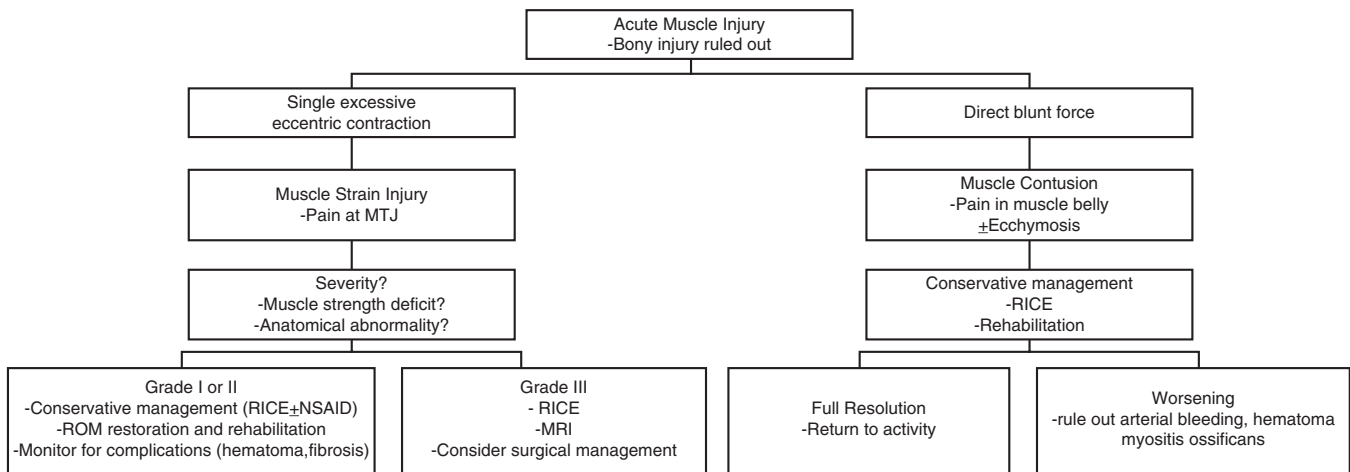 Acute Muscle Injury
-Bony injury ruled out
Single excessive
eccentric contraction
Direct blunt force
Muscle Strain Injury
-Pain at MTJ
Muscle Contusion
-Pain in muscle belly
±Ecchymosis
Severity?
-Muscle strength deficit?
-Anatomical abnormality?
Conservative management
-RICE
-Rehabilitation
Grade I or II
-Conservative management (RICE±NSAID)
-ROM restoration and rehabilitation
-Monitor for complications (hematoma,fibrosis)
Grade III
- RICE
-MRI
-Consider surgical management
Full Resolution
-Return to activity
Worsening
-rule out arterial bleeding, hematoma
myositis ossificans